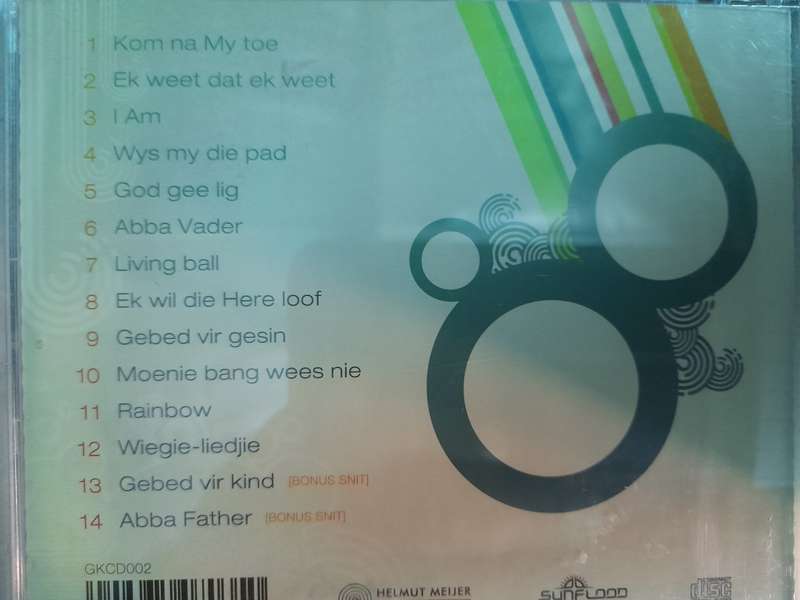 1 Kom na My toe
2 Ek weet dat ek weet
3 I Am
4 Wys my die pad
5 God gee lig
6 Abba Vader
7 Living ball
8 Ek wil die Here loof
9 Gebed vir gesin
10 Moenie bang wees nie
11 Rainbow
12 Wiegie-liedjie
13 Gebed vir kind [BONUS SNIT]
14 Abba Father [BONUS SNIT]
GKCD002
HELMUT MEIJER
SUNFLOOD
disc